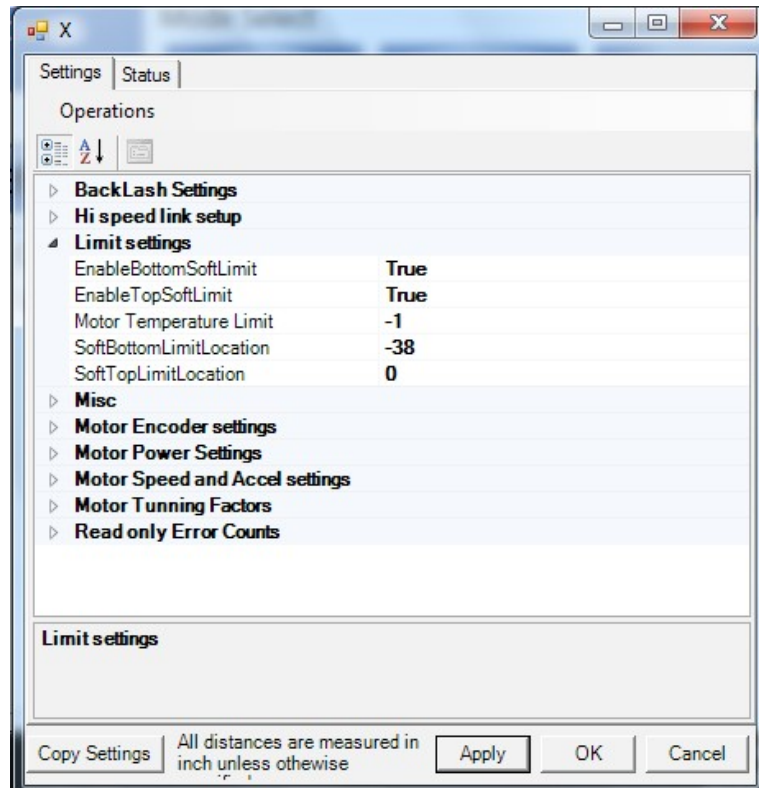 X
Settings
Status
Operations
BackLash Settings
Hi speed link setup
Limit settings
EnableBottomSoftLimit True
EnableTopSoftLimit True
Motor Temperature Limit -1
SoftBottomLimitLocation -38
SoftTopLimitLocation 0
Misc
Motor Encoder settings
Motor Power Settings
Motor Speed and Accel settings
Motor Tunning Factors
Read only Error Counts
Limit settings
Copy Settings
All distances are measured in
inch unless othewise
Apply
OK
Cancel